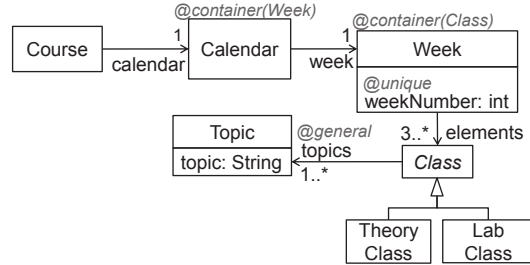 @container(Week)
@container(Class)
Course
1
calendar
Calendar
1
week
Week
@unique
weekNumber: int
Topic
topic: String
@general
topics
1..*
3..*
elements
Class
Theory
Class
Lab
Class